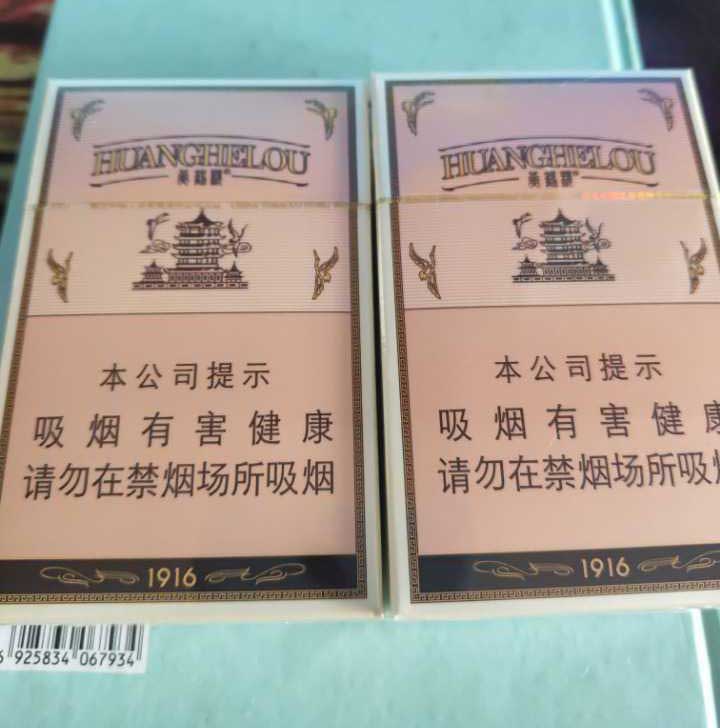 HUANGHELOU
黄鹤楼
本公司提示
吸烟有害健康
请勿在禁烟场所吸烟
1916
HUANGHELOU
黄鹤楼
本公司提示
吸烟有害健康
请勿在禁烟场所吸
1916
6 925834 067934